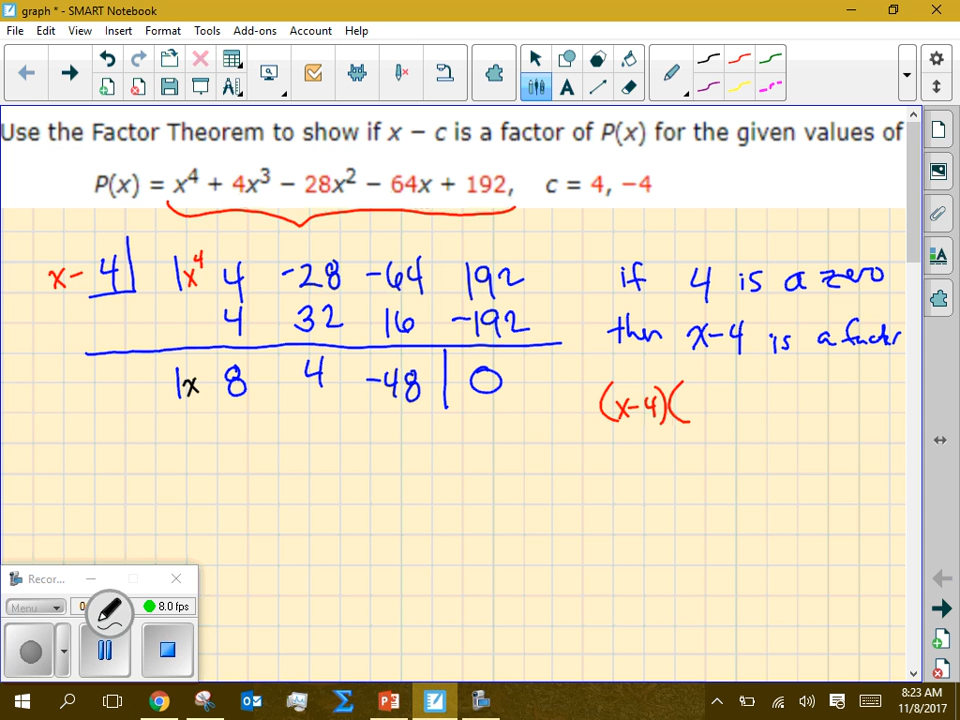 graph * - SMART Notebook
File Edit View Insert Format Tools Add-ons Account Help
Use the Factor Theorem to show if x − c is a factor of P(x) for the given values of
P(x) = x⁴ + 4x³ − 28x² − 64x + 192, c = 4, −4
x- 4 1x⁴ 4 -28 -64 192
4 32 16 -192
1x 8 4 -48 0
if 4 is a zero
then x-4 is a factor
(x-4)(
Recor...
Menu 8.0 fps
8:23 AM
11/8/2017